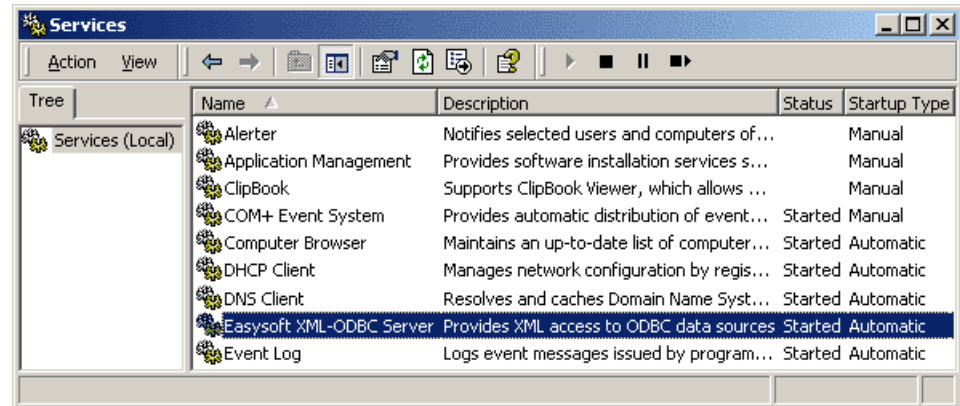 Services
Action View
Tree
Name Description Status Startup Type
Services (Local)
Alerter Notifies selected users and computers of... Manual
Application Management Provides software installation services s... Manual
ClipBook Supports ClipBook Viewer, which allows ... Manual
COM+ Event System Provides automatic distribution of event... Started Manual
Computer Browser Maintains an up-to-date list of computer... Started Automatic
DHCP Client Manages network configuration by regis... Started Automatic
DNS Client Resolves and caches Domain Name Syst... Started Automatic
Easysoft XML-ODBC Server Provides XML access to ODBC data sources Started Automatic
Event Log Logs event messages issued by program... Started Automatic